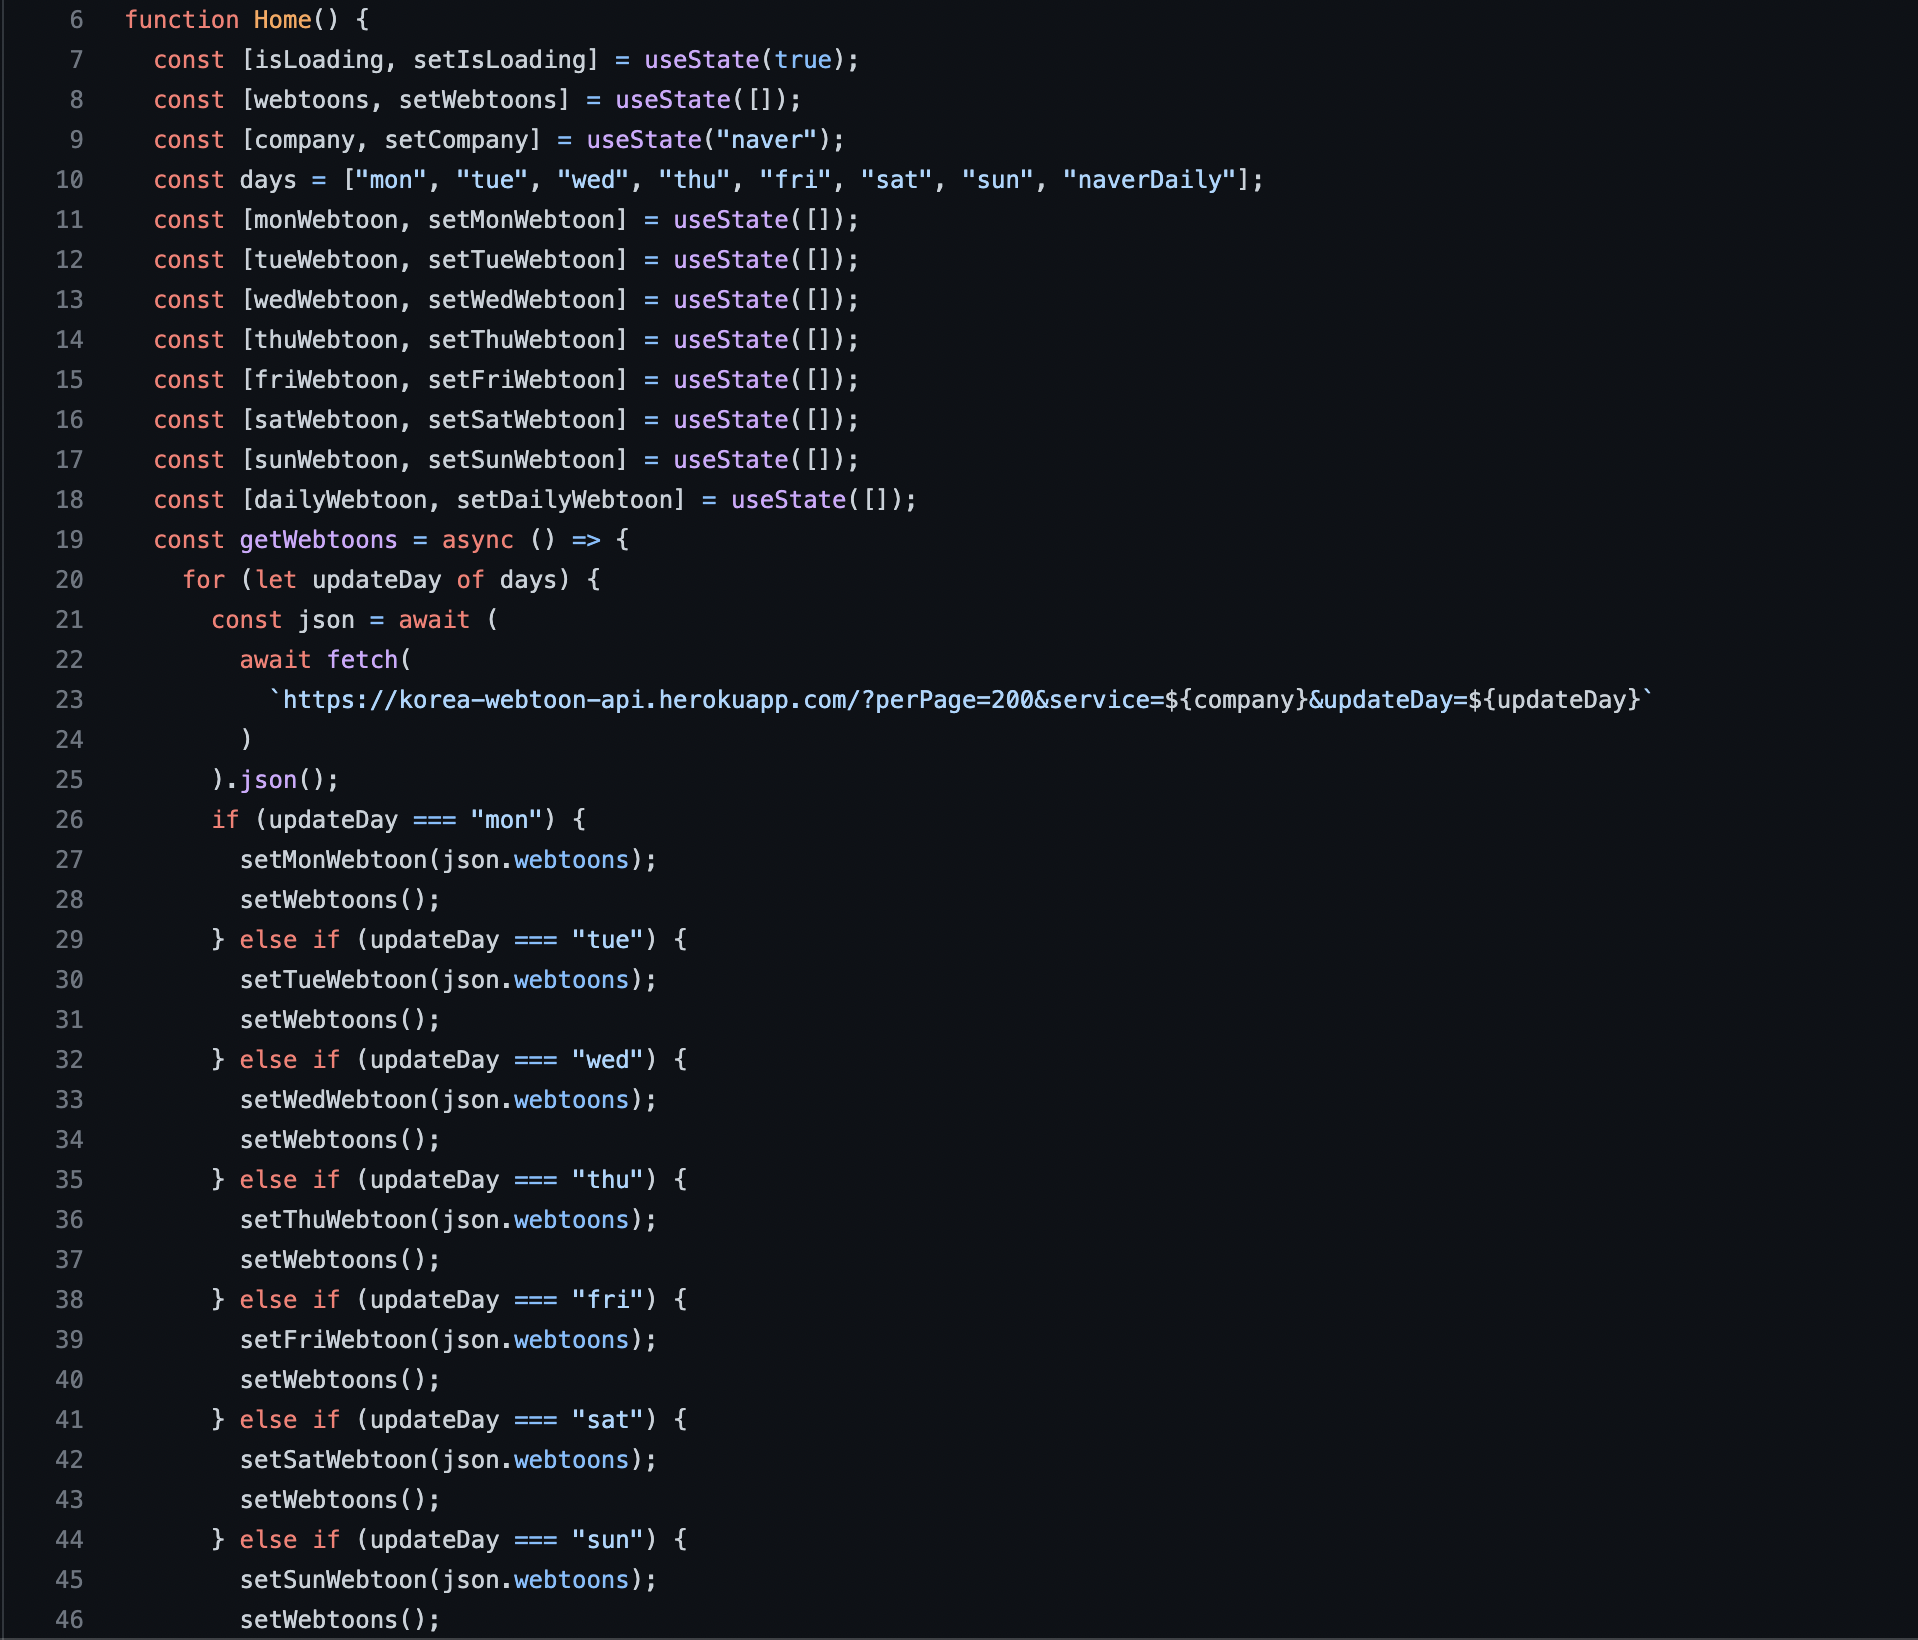 6 function Home() {
7 const [isLoading, setIsLoading] = useState(true);
8 const [webtoons, setWebtoons] = useState([]);
9 const [company, setCompany] = useState("naver");
10 const days = ["mon", "tue", "wed", "thu", "fri", "sat", "sun", "naverDaily"];
11 const [monWebtoon, setMonWebtoon] = useState([]);
12 const [tueWebtoon, setTueWebtoon] = useState([]);
13 const [wedWebtoon, setWedWebtoon] = useState([]);
14 const [thuWebtoon, setThuWebtoon] = useState([]);
15 const [friWebtoon, setFriWebtoon] = useState([]);
16 const [satWebtoon, setSatWebtoon] = useState([]);
17 const [sunWebtoon, setSunWebtoon] = useState([]);
18 const [dailyWebtoon, setDailyWebtoon] = useState([]);
19 const getWebtoons = async () => {
20 for (let updateDay of days) {
21 const json = await (
22 await fetch(
23 `https://korea-webtoon-api.herokuapp.com/?perPage=200&service=${company}&updateDay=${updateDay}`
24 )
25 ).json();
26 if (updateDay === "mon") {
27 setMonWebtoon(json.webtoons);
28 setWebtoons();
29 } else if (updateDay === "tue") {
30 setTueWebtoon(json.webtoons);
31 setWebtoons();
32 } else if (updateDay === "wed") {
33 setWedWebtoon(json.webtoons);
34 setWebtoons();
35 } else if (updateDay === "thu") {
36 setThuWebtoon(json.webtoons);
37 setWebtoons();
38 } else if (updateDay === "fri") {
39 setFriWebtoon(json.webtoons);
40 setWebtoons();
41 } else if (updateDay === "sat") {
42 setSatWebtoon(json.webtoons);
43 setWebtoons();
44 } else if (updateDay === "sun") {
45 setSunWebtoon(json.webtoons);
46 setWebtoons();